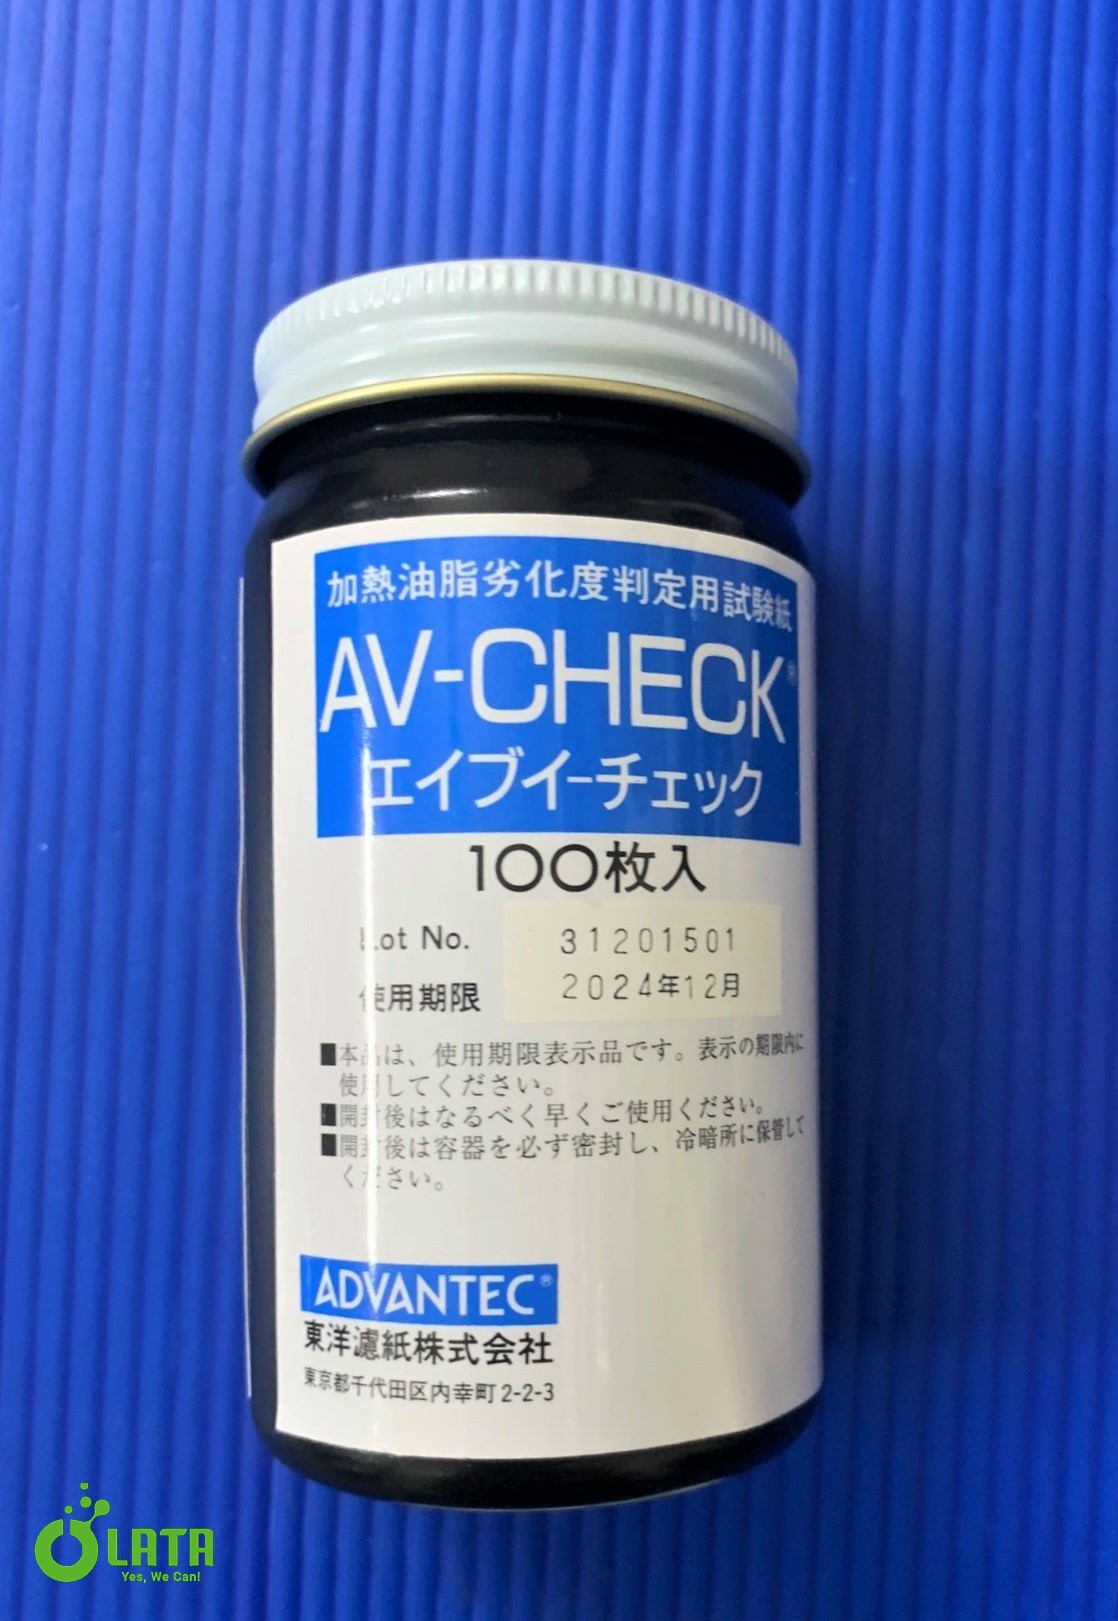 加熱油脂劣化度判定用試験紙
AV-CHECK®
エイブイーチェック
100枚入
Lot No. 31201501
使用期限 2024年12月
■本品は、使用期限表示品です。表示の期限内に
使用してください。
■開封後はなるべく早くご使用ください。
■開封後は容器を必ず密封し、冷暗所に保管して
ください。
ADVANTEC®
東洋濾紙株式会社
東京都千代田区内幸町2-2-3
LATA
Yes, We Can!